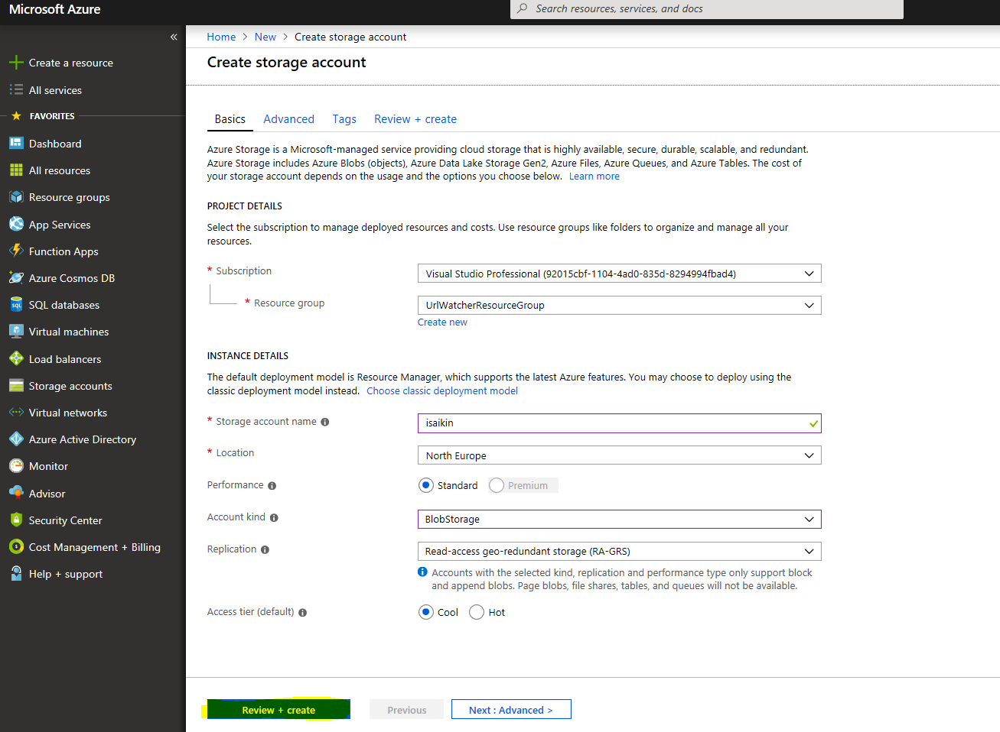 Microsoft Azure
Search resources, services, and docs
«
Home > New > Create storage account
Create storage account
Create a resource
All services
FAVORITES
Dashboard
All resources
Resource groups
App Services
Function Apps
Azure Cosmos DB
SQL databases
Virtual machines
Load balancers
Storage accounts
Virtual networks
Azure Active Directory
Monitor
Advisor
Security Center
Cost Management + Billing
Help + support
Basics Advanced Tags Review + create
Azure Storage is a Microsoft-managed service providing cloud storage that is highly available, secure, durable, scalable, and redundant.
Azure Storage includes Azure Blobs (objects), Azure Data Lake Storage Gen2, Azure Files, Azure Queues, and Azure Tables. The cost of
your storage account depends on the usage and the options you choose below. Learn more
PROJECT DETAILS
Select the subscription to manage deployed resources and costs. Use resource groups like folders to organize and manage all your
resources.
* Subscription Visual Studio Professional (92015cbf-1104-4ad0-835d-8294994fbad4)
* Resource group UrlWatcherResourceGroup
Create new
INSTANCE DETAILS
The default deployment model is Resource Manager, which supports the latest Azure features. You may choose to deploy using the
classic deployment model instead. Choose classic deployment model
* Storage account name isaikin
* Location North Europe
Performance Standard Premium
Account kind BlobStorage
Replication Read-access geo-redundant storage (RA-GRS)
Accounts with the selected kind, replication and performance type only support block
and append blobs. Page blobs, file shares, tables, and queues will not be available.
Access tier (default) Cool Hot
Review + create Previous Next : Advanced >